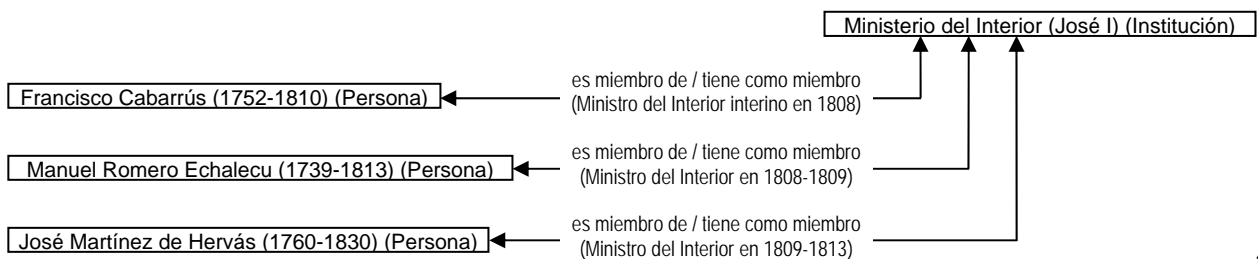 Ministerio del Interior (José I) (Institución)
es miembro de / tiene como miembro
Francisco Cabarrús (1752-1810) (Persona)
(Ministro del Interior interino en 1808)
es miembro de / tiene como miembro
Manuel Romero Echalecu (1739-1813) (Persona)
(Ministro del Interior en 1808-1809)
es miembro de / tiene como miembro
José Martínez de Hervás (1760-1830) (Persona)
(Ministro del Interior en 1809-1813)